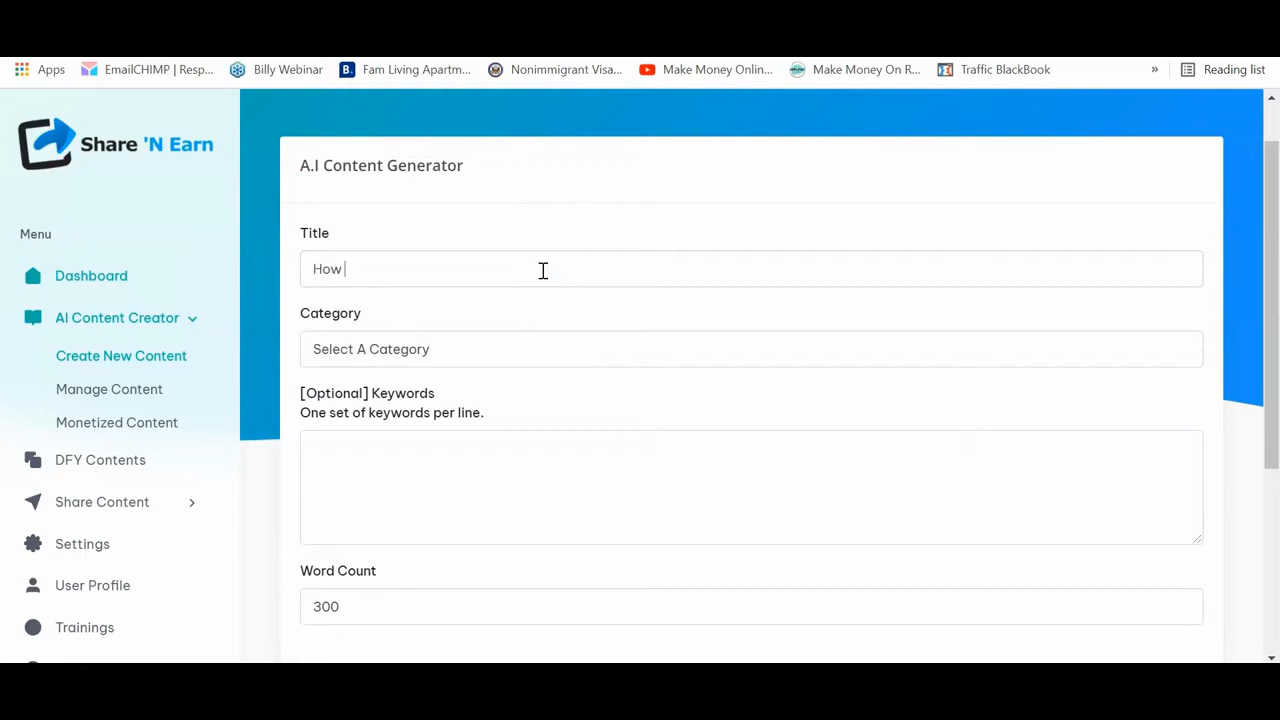 Apps
EmailCHIMP | Resp...
Billy Webinar
Fam Living Apartm...
Nonimmigrant Visa...
Make Money Onlin...
Make Money On R...
Traffic BlackBook
»
Reading list
Share 'N Earn
Menu
Dashboard
AI Content Creator
Create New Content
Manage Content
Monetized Content
DFY Contents
Share Content
Settings
User Profile
Trainings
A.I Content Generator
Title
How
Category
Select A Category
[Optional] Keywords
One set of keywords per line.
Word Count
300